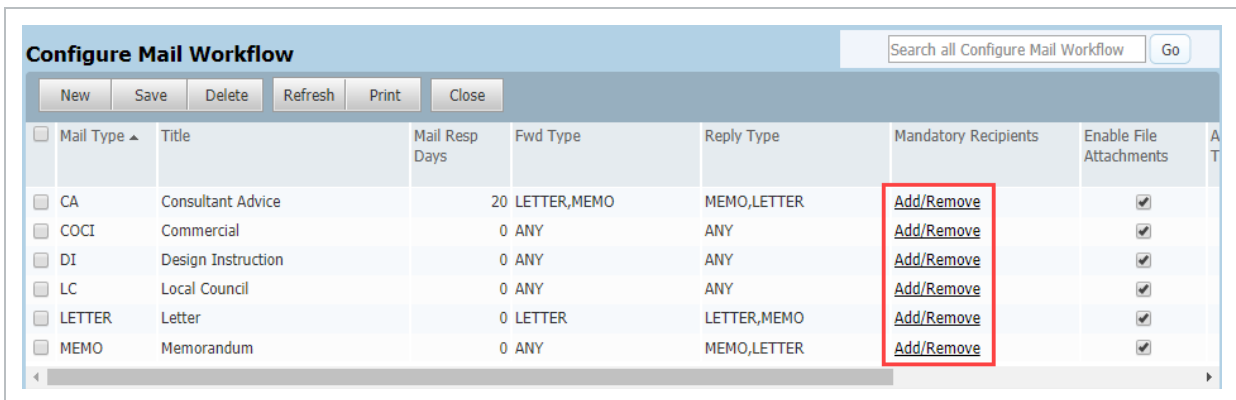 Configure Mail Workflow
Search all Configure Mail Workflow Go
New Save Delete Refresh Print Close
Mail Type Title Mail Resp Days Fwd Type Reply Type Mandatory Recipients Enable File Attachments A T
CA Consultant Advice 20 LETTER,MEMO MEMO,LETTER Add/Remove
COCI Commercial 0 ANY ANY Add/Remove
DI Design Instruction 0 ANY ANY Add/Remove
LC Local Council 0 ANY ANY Add/Remove
LETTER Letter 0 LETTER LETTER,MEMO Add/Remove
MEMO Memorandum 0 ANY MEMO,LETTER Add/Remove